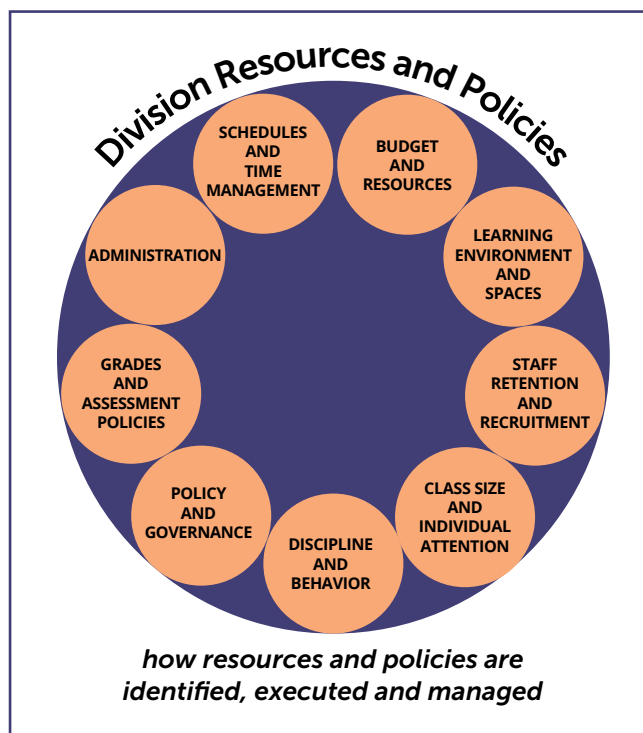 Division Resources and Policies
SCHEDULES
AND
TIME
MANAGEMENT
BUDGET
AND
RESOURCES
LEARNING
ENVIRONMENT
AND
SPACES
STAFF
RETENTION
AND
RECRUITMENT
CLASS SIZE
AND
INDIVIDUAL
ATTENTION
DISCIPLINE
AND
BEHAVIOR
POLICY
AND
GOVERNANCE
GRADES
AND
ASSESSMENT
POLICIES
ADMINISTRATION
how resources and policies are
identified, executed and managed